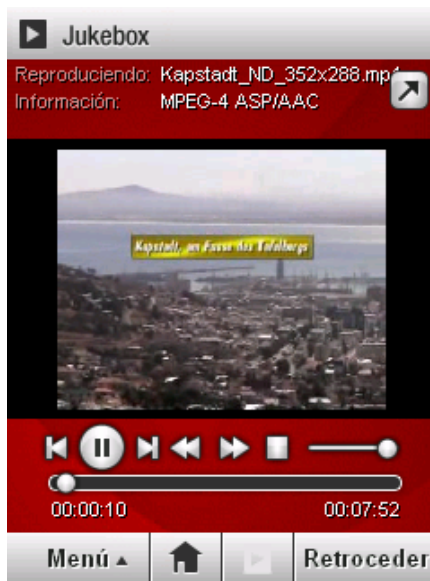 Jukebox
Reproduciendo: Kapstadt_ND_352x288.mp4
Información: MPEG-4 ASP/AAC
Kapstadt, am Fusse des Tafelbergs
00:00:10 00:07:52
Menú Retroceder